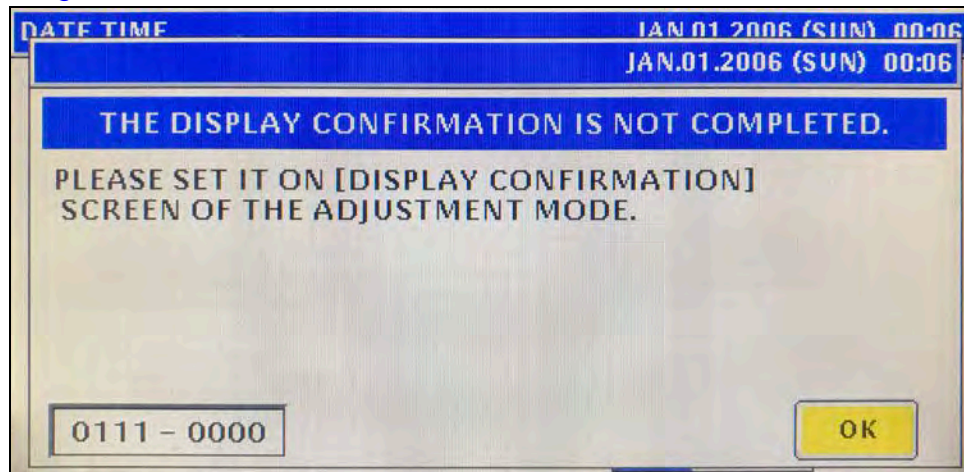 DATE TIME JAN 01 2006 (SUN) 00:06
JAN.01.2006 (SUN) 00:06
THE DISPLAY CONFIRMATION IS NOT COMPLETED.
PLEASE SET IT ON [DISPLAY CONFIRMATION]
SCREEN OF THE ADJUSTMENT MODE.
0111 - 0000
OK